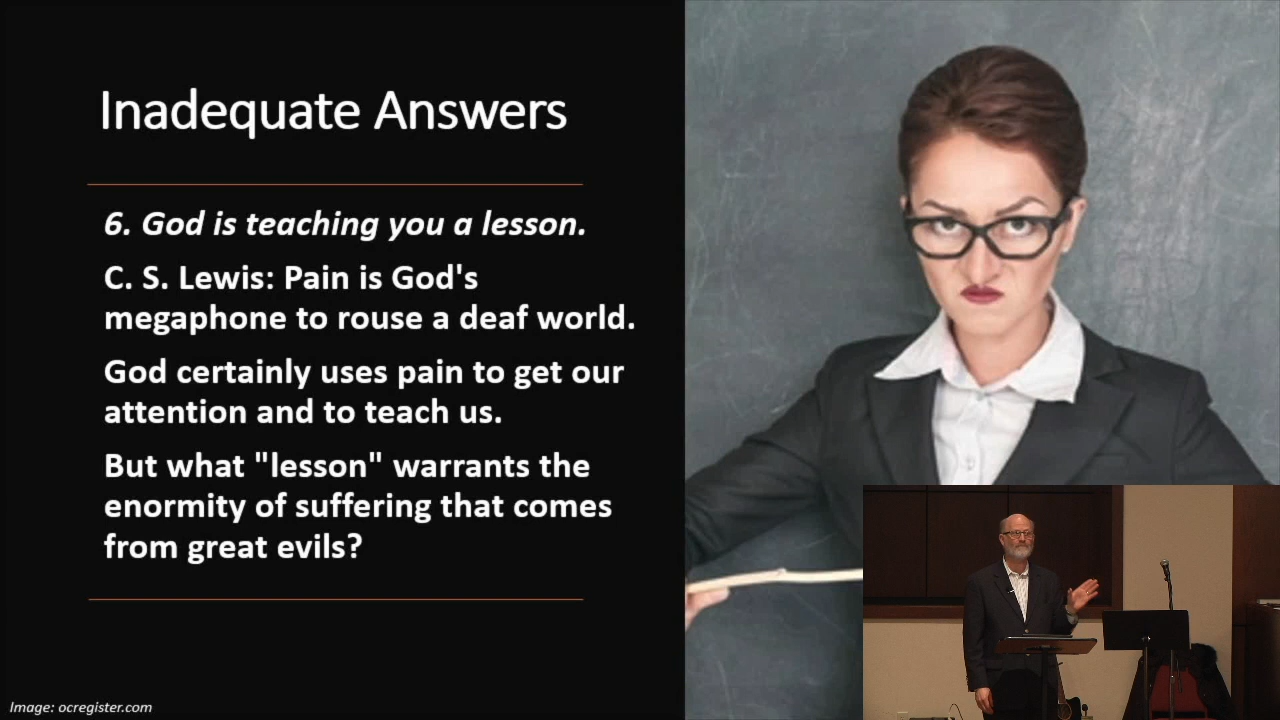 Inadequate Answers
6. God is teaching you a lesson.
C. S. Lewis: Pain is God's
megaphone to rouse a deaf world.
God certainly uses pain to get our
attention and to teach us.
But what "lesson" warrants the
enormity of suffering that comes
from great evils?
Image: ocregister.com